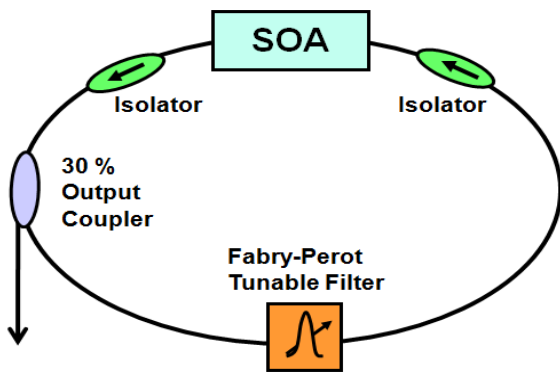 SOA
Isolator
Isolator
30 %
Output
Coupler
Fabry-Perot
Tunable Filter